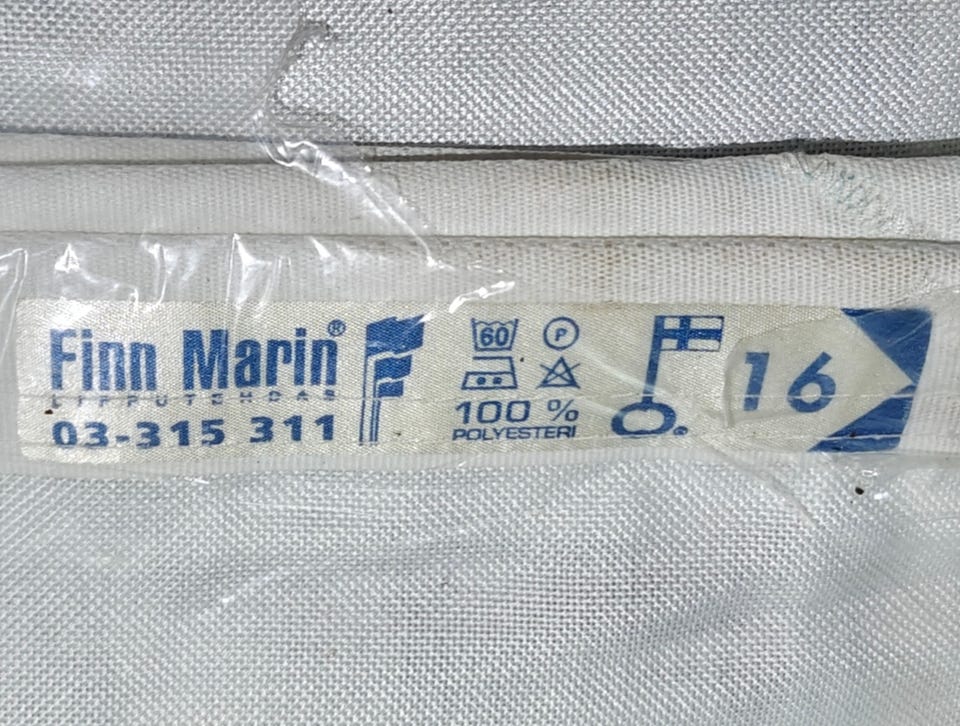 Finn Marin®
LIPPUTEHDAS
03-315 311
60 P
100 %
POLYESTERI
®
16